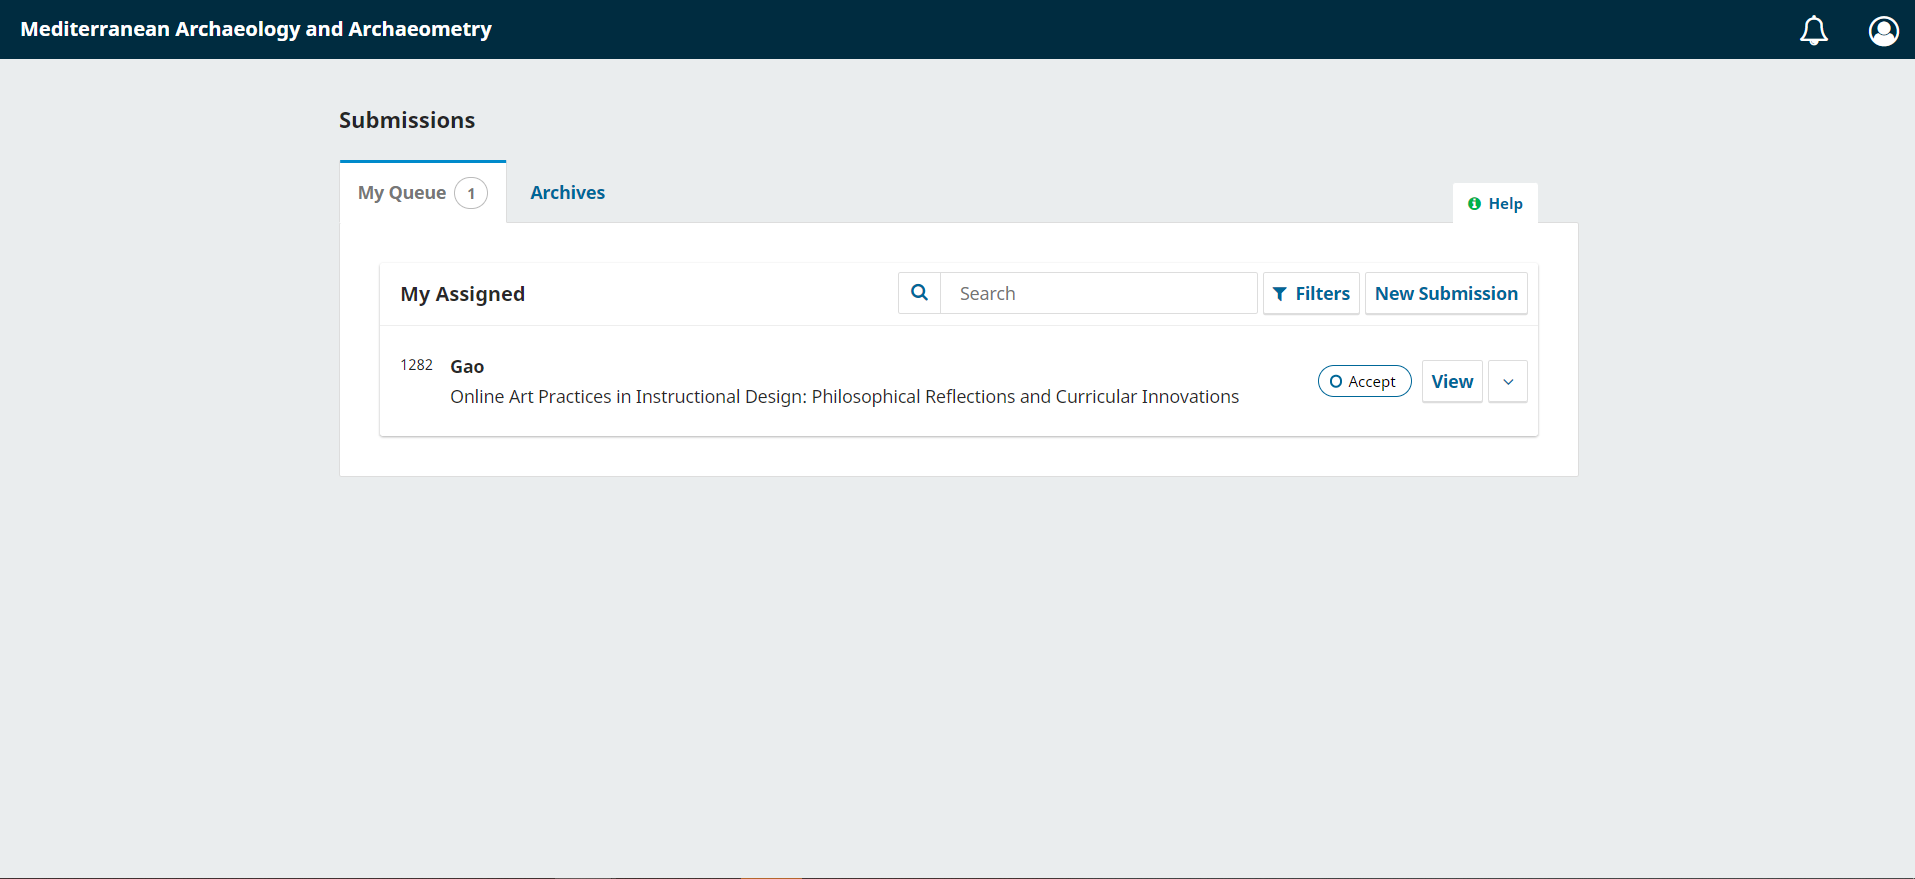 Mediterranean Archaeology and Archaeometry
Submissions
My Queue 1
Archives
Help
My Assigned
Search
Filters
New Submission
1282 Gao
Online Art Practices in Instructional Design: Philosophical Reflections and Curricular Innovations
Accept
View